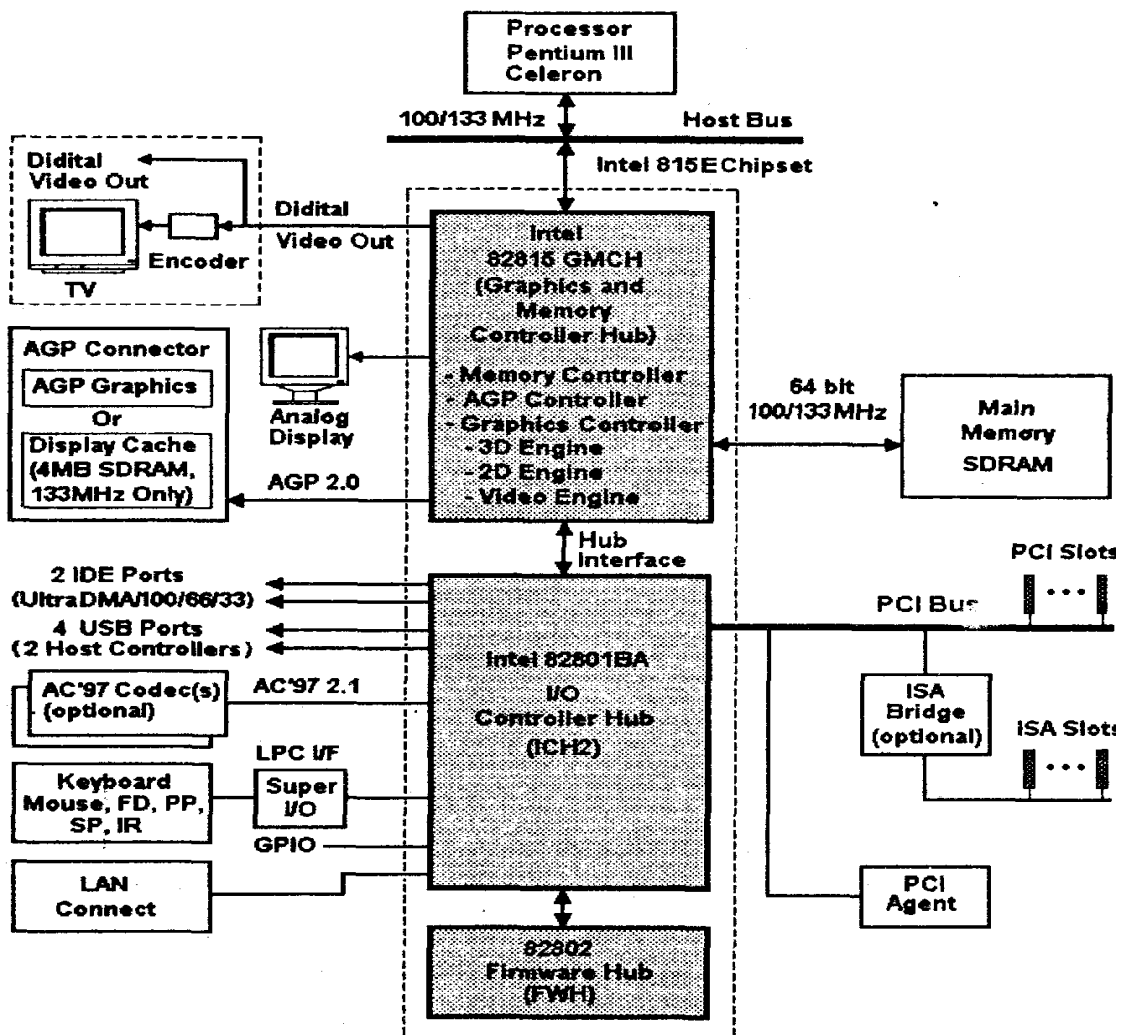 Processor
Pentium III
Celeron
100/133 MHz
Host Bus
Intel 815E Chipset
Didital
Video Out
TV
Encoder
Didital
Video Out
Intel
82815 GMCH
(Graphics and
Memory
Controller Hub)
- Memory Controller
- AGP Controller
- Graphics Controller
- 3D Engine
- 2D Engine
- Video Engine
AGP Connector
AGP Graphics
Or
Display Cache
(4MB SDRAM,
133MHz Only)
Analog
Display
AGP 2.0
64 bit
100/133MHz
Main
Memory
SDRAM
Hub
Interface
2 IDE Ports
(UltraDMA/100/66/33)
4 USB Ports
(2 Host Controllers)
AC'97 Codec(s)
(optional)
AC'97 2.1
LPC I/F
Keyboard
Mouse, FD, PP,
SP, IR
Super
I/O
GPIO
LAN
Connect
Intel 82801BA
I/O
Controller Hub
(ICH2)
PCI Bus
PCI Slots
ISA
Bridge
(optional)
ISA Slots
PCI
Agent
82802
Firmware Hub
(FWH)